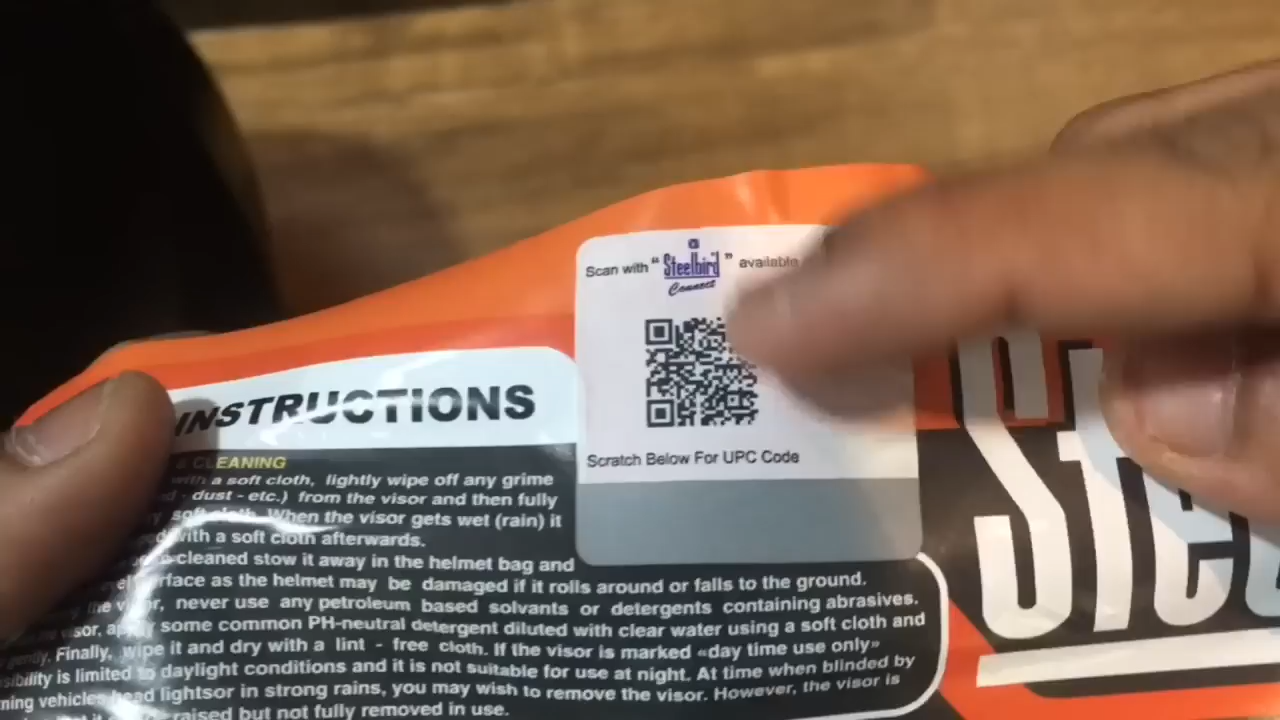 Scan with “ Steelbird ” available
Connect
Scratch Below For UPC Code
INSTRUCTIONS
& CLEANING
with a soft cloth, lightly wipe off any grime
- dust - etc.) from the visor and then fully
soft cloth. When the visor gets wet (rain) it
with a soft cloth afterwards.
cleaned stow it away in the helmet bag and
as the helmet may be damaged if it rolls around or falls to the ground.
never use any petroleum based solvants or detergents containing abrasives.
some common PH-neutral detergent diluted with clear water using a soft cloth and
gently. Finally, wipe it and dry with a lint - free cloth. If the visor is marked «day time use only»
is limited to daylight conditions and it is not suitable for use at night. At time when blinded by
vehicles head lightsor in strong rains, you may wish to remove the visor. However, the visor is
raised but not fully removed in use.
Stee